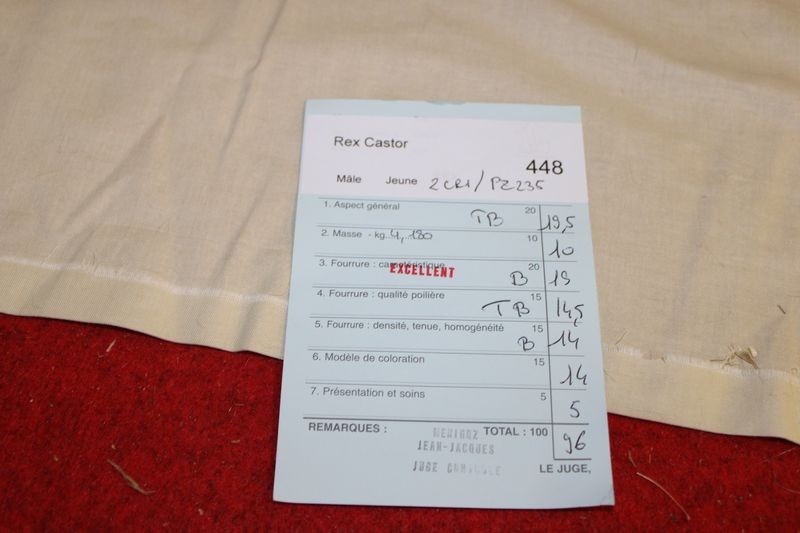 Rex Castor
448
Mâle Jeune 2CR1/PZ235
1. Aspect général TB 20 19,5
2. Masse - kg. 4,180 10 10
3. Fourrure : caractéristique B 20 19
EXCELLENT
4. Fourrure : qualité poilière TB 15 14,5
5. Fourrure : densité, tenue, homogénéité B 15 14
6. Modèle de coloration 15 14
7. Présentation et soins 5 5
REMARQUES : TOTAL : 100 96
JEAN-JACQUES
JUGE
LE JUGE,